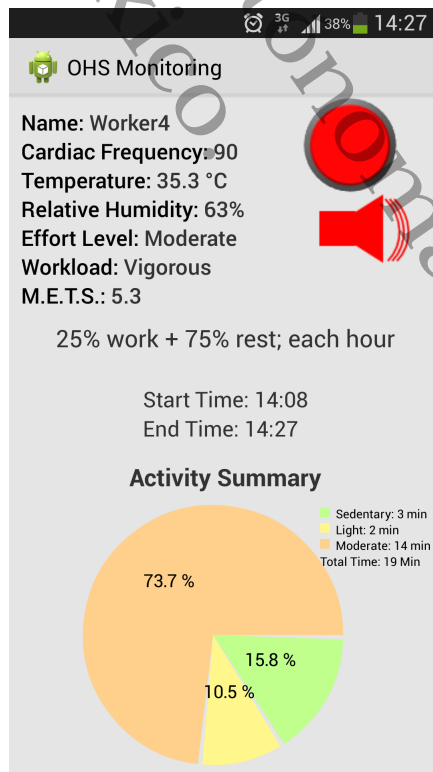 3G 38% 14:27
OHS Monitoring
Name: Worker4
Cardiac Frequency: 90
Temperature: 35.3 °C
Relative Humidity: 63%
Effort Level: Moderate
Workload: Vigorous
M.E.T.S.: 5.3
25% work + 75% rest; each hour
Start Time: 14:08
End Time: 14:27
Activity Summary
Sedentary: 3 min
Light: 2 min
Moderate: 14 min
Total Time: 19 Min
73.7 %
15.8 %
10.5 %